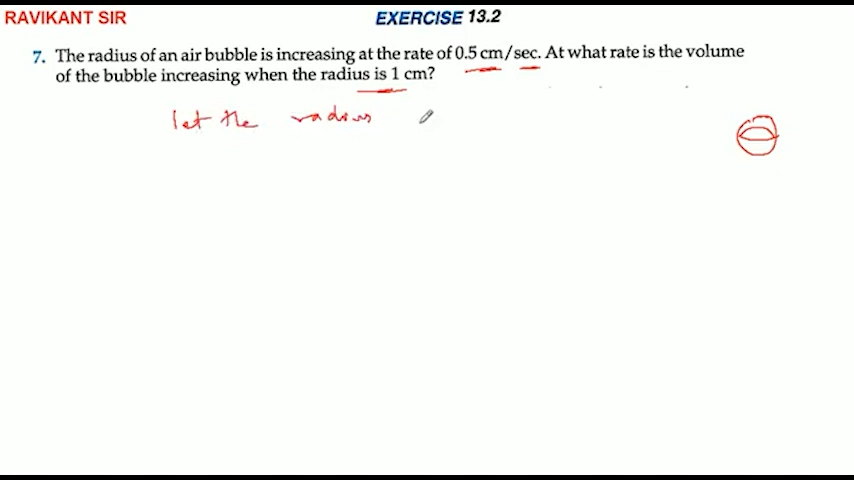 RAVIKANT SIR
EXERCISE 13.2
7. The radius of an air bubble is increasing at the rate of 0.5 cm/sec. At what rate is the volume
of the bubble increasing when the radius is 1 cm?
let the radius